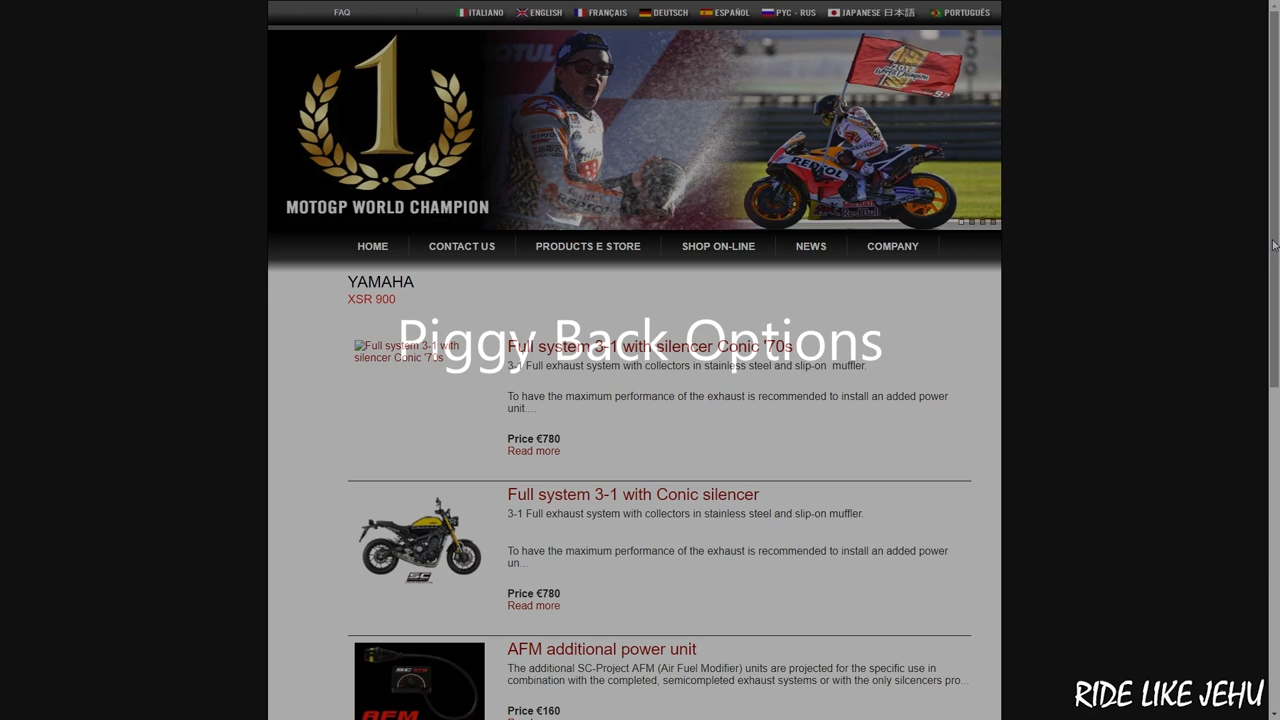 FAQ
ITALIANO ENGLISH FRANÇAIS DEUTSCH ESPAÑOL РУС - RUS JAPANESE 日本語 PORTUGUÊS
1
MOTOGP WORLD CHAMPION
MOTUL
REPSOL
Red Bull
HOME CONTACT US PRODUCTS E STORE SHOP ON-LINE NEWS COMPANY
YAMAHA
XSR 900
Piggy Back Options
Full system 3-1 with silencer Conic '70s
Full system 3-1 with silencer Conic '70s
3-1 Full exhaust system with collectors in stainless steel and slip-on muffler.
To have the maximum performance of the exhaust is recommended to install an added power
unit....
Price €780
Read more
Full system 3-1 with Conic silencer
3-1 Full exhaust system with collectors in stainless steel and slip-on muffler.
To have the maximum performance of the exhaust is recommended to install an added power
un...
Price €780
Read more
SC
AFM additional power unit
The additional SC-Project AFM (Air Fuel Modifier) units are projected for the specific use in
combination with the completed, semicompleted exhaust systems or with the only silcencers pro...
Price €160
AFM
RIDE LIKE JEHU